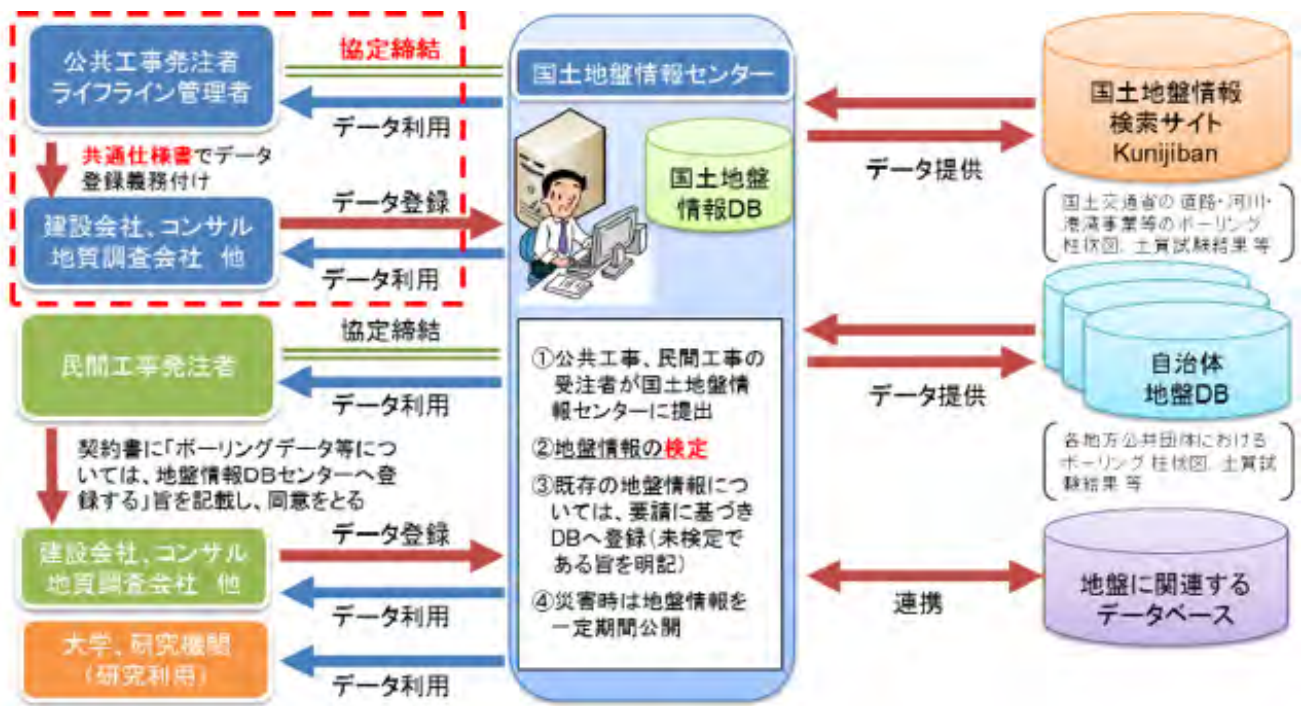 公共工事発注者
ライフライン管理者
協定締結
データ利用
共通仕様書でデータ
登録義務付け
建設会社、コンサル
地質調査会社 他
データ登録
データ利用
民間工事発注者
協定締結
データ利用
契約書に「ボーリングデータ等につ
いては、地盤情報DBセンターへ登
録する」旨を記載し、同意をとる
建設会社、コンサル
地質調査会社 他
データ登録
データ利用
大学、研究機関
(研究利用)
データ利用
国土地盤情報センター
国土地盤
情報DB
①公共工事、民間工事の
受注者が国土地盤情
報センターに提出
②地盤情報の検定
③既存の地盤情報につ
いては、要請に基づき
DBへ登録(未検定で
ある旨を明記)
④災害時は地盤情報を
一定期間公開
データ提供
国土地盤情報
検索サイト
Kunijiban
国土交通省の 道路・河川・
港湾事業等のボーリング
柱状図、土質試験結果 等
データ提供
自治体
地盤DB
各地方公共団体における
ボーリング 柱状図、土質試
験結果 等
連携
地盤に関連する
データベース